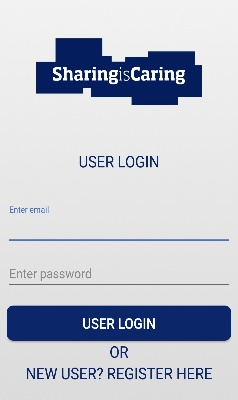 SharingisCaring
USER LOGIN
Enter email
Enter password
USER LOGIN
OR
NEW USER? REGISTER HERE